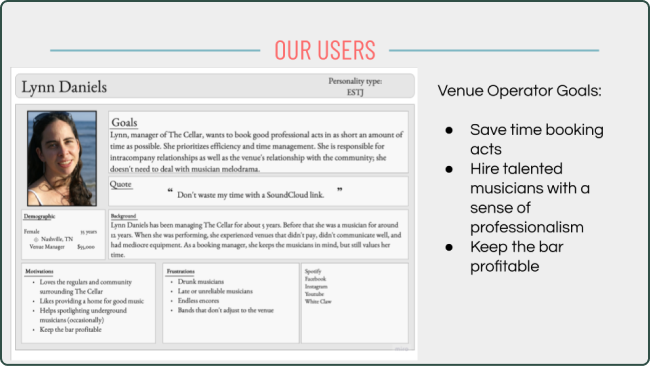 OUR USERS
Lynn Daniels
Personality type:
ESTJ
Goals
Lynn, manager of The Cellar, wants to book good professional acts in as short an amount of
time as possible. She prioritizes efficiency and time management. She is responsible for
intracompany relationships as well as the venue's relationship with the community; she
doesn't need to deal with musician melodrama.
Quote
❝ Don't waste my time with a SoundCloud link. ❞
Demographic
Female 35 years
Nashville, TN
Venue Manager $55,000
Background
Lynn Daniels has been managing The Cellar for about 5 years. Before that she was a musician for around
12 years. When she was performing, she experienced venues that didn't pay, didn't communicate well, and
had mediocre equipment. As a booking manager, she keeps the musicians in mind, but still values her
time.
Motivations
• Loves the regulars and community
surrounding The Cellar
• Likes providing a home for good music
• Helps spotlighting underground
musicians (occasionally)
• Keep the bar profitable
Frustrations
• Drunk musicians
• Late or unreliable musicians
• Endless encores
• Bands that don't adjust to the venue
Spotify
Facebook
Instagram
Youtube
White Claw
Venue Operator Goals:
● Save time booking
acts
● Hire talented
musicians with a
sense of
professionalism
● Keep the bar
profitable